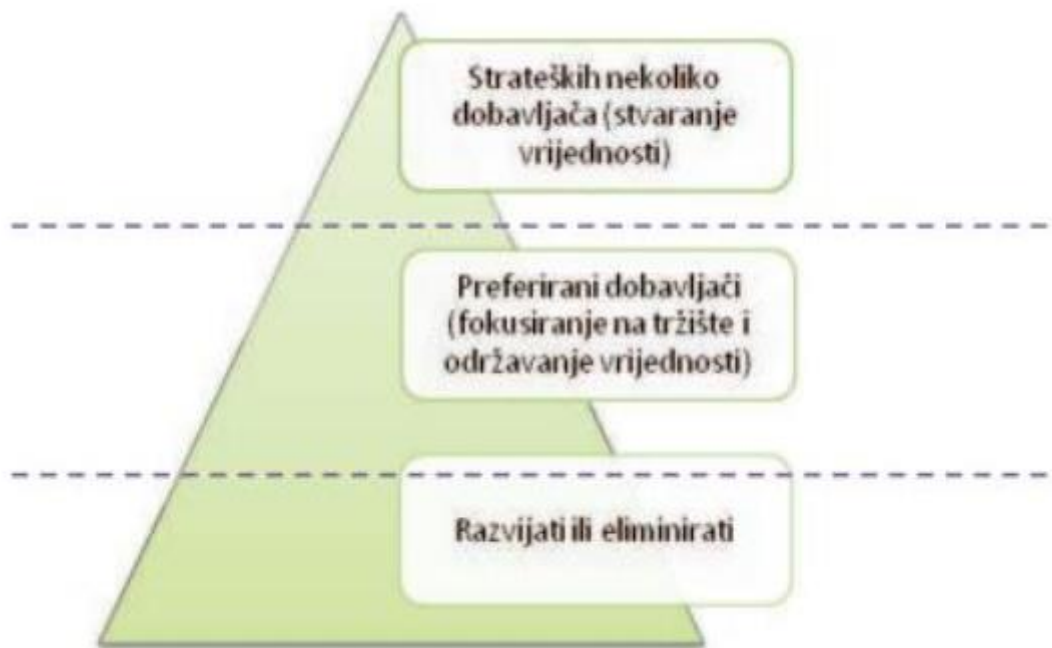 Strateških nekoliko
dobavljača (stvaranje
vrijednosti)
Preferirani dobavljači
(fokusiranje na tržište i
održavanje vrijednosti)
Razvijati ili eliminirati